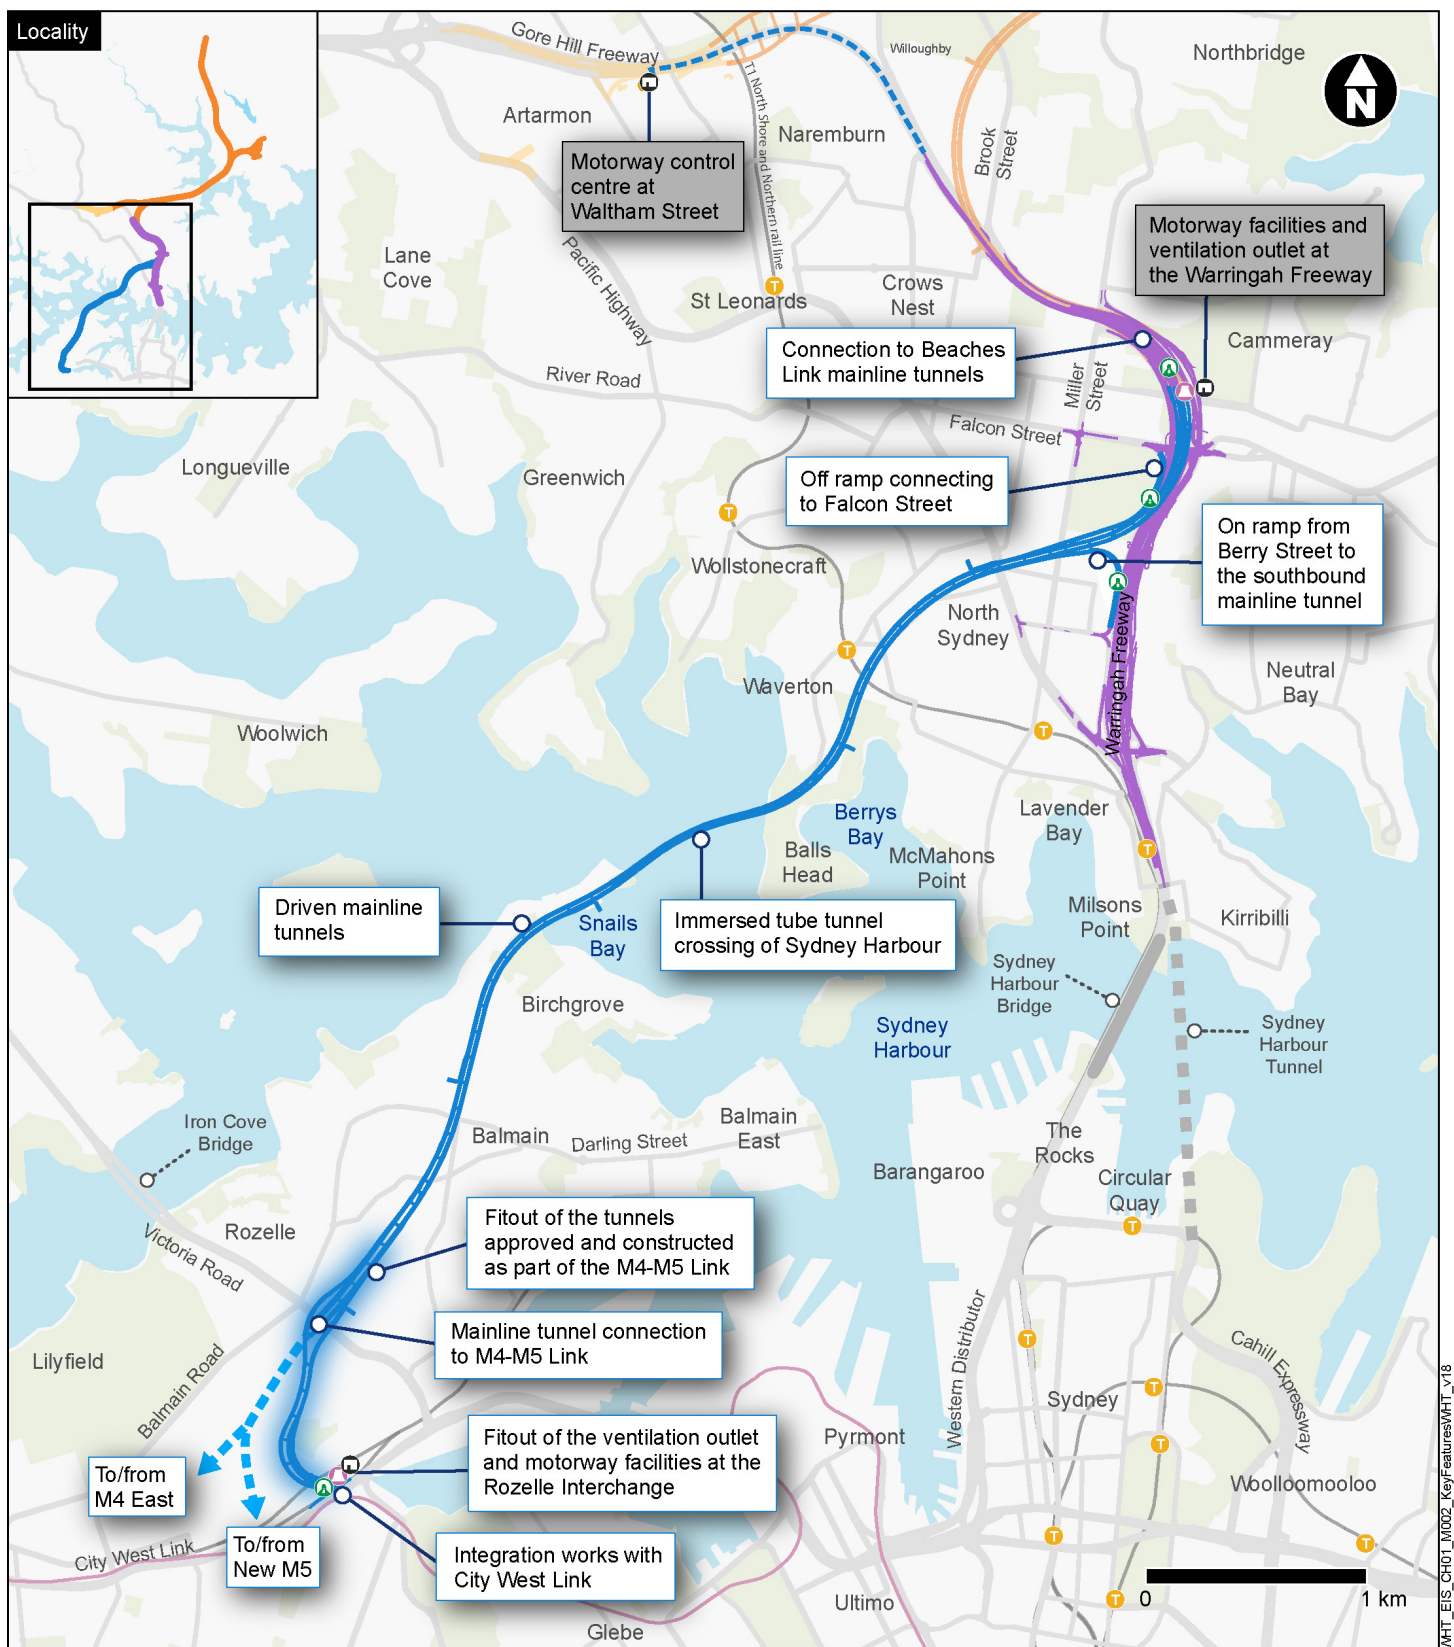 Locality
Gore Hill Freeway
Willoughby
Northbridge
N
Artarmon
T1 North Shore and Northern rail line
Naremburn
Brook
Street
Motorway control
centre at
Waltham Street
Motorway facilities and
ventilation outlet at
the Warringah Freeway
Lane
Cove
Pacific Highway
T
St Leonards
Crows
Nest
Cammeray
Connection to Beaches
Link mainline tunnels
River Road
Miller
Street
Falcon Street
Longueville
Greenwich
Off ramp connecting
to Falcon Street
T
On ramp from
Berry Street to
the southbound
mainline tunnel
Wollstonecraft
North
Sydney
T
Warringah Freeway
Neutral
Bay
Waverton
Woolwich
T
Berrys
Bay
Lavender
Bay
Balls
Head
McMahons
Point
T
Driven mainline
tunnels
Snails
Bay
Immersed tube tunnel
crossing of Sydney Harbour
Milsons
Point
Kirribilli
Sydney
Harbour
Bridge
Birchgrove
Sydney
Harbour
Sydney
Harbour
Tunnel
Iron Cove
Bridge
Balmain
Darling Street
Balmain
East
The
Rocks
Barangaroo
Circular
Quay
T
Victoria Road
Rozelle
Fitout of the tunnels
approved and constructed
as part of the M4-M5 Link
Mainline tunnel connection
to M4-M5 Link
T
Lilyfield
Balmain Road
Western Distributor
Cahill Expressway
Sydney
T
Fitout of the ventilation outlet
and motorway facilities at the
Rozelle Interchange
Pyrmont
T
To/from
M4 East
Woolloomooloo
To/from
New M5
City West Link
Integration works with
City West Link
T
T
T
0
1 km
Ultimo
Glebe
WHT_EIS_CH01_M002_KeyFeaturesWHT_v18